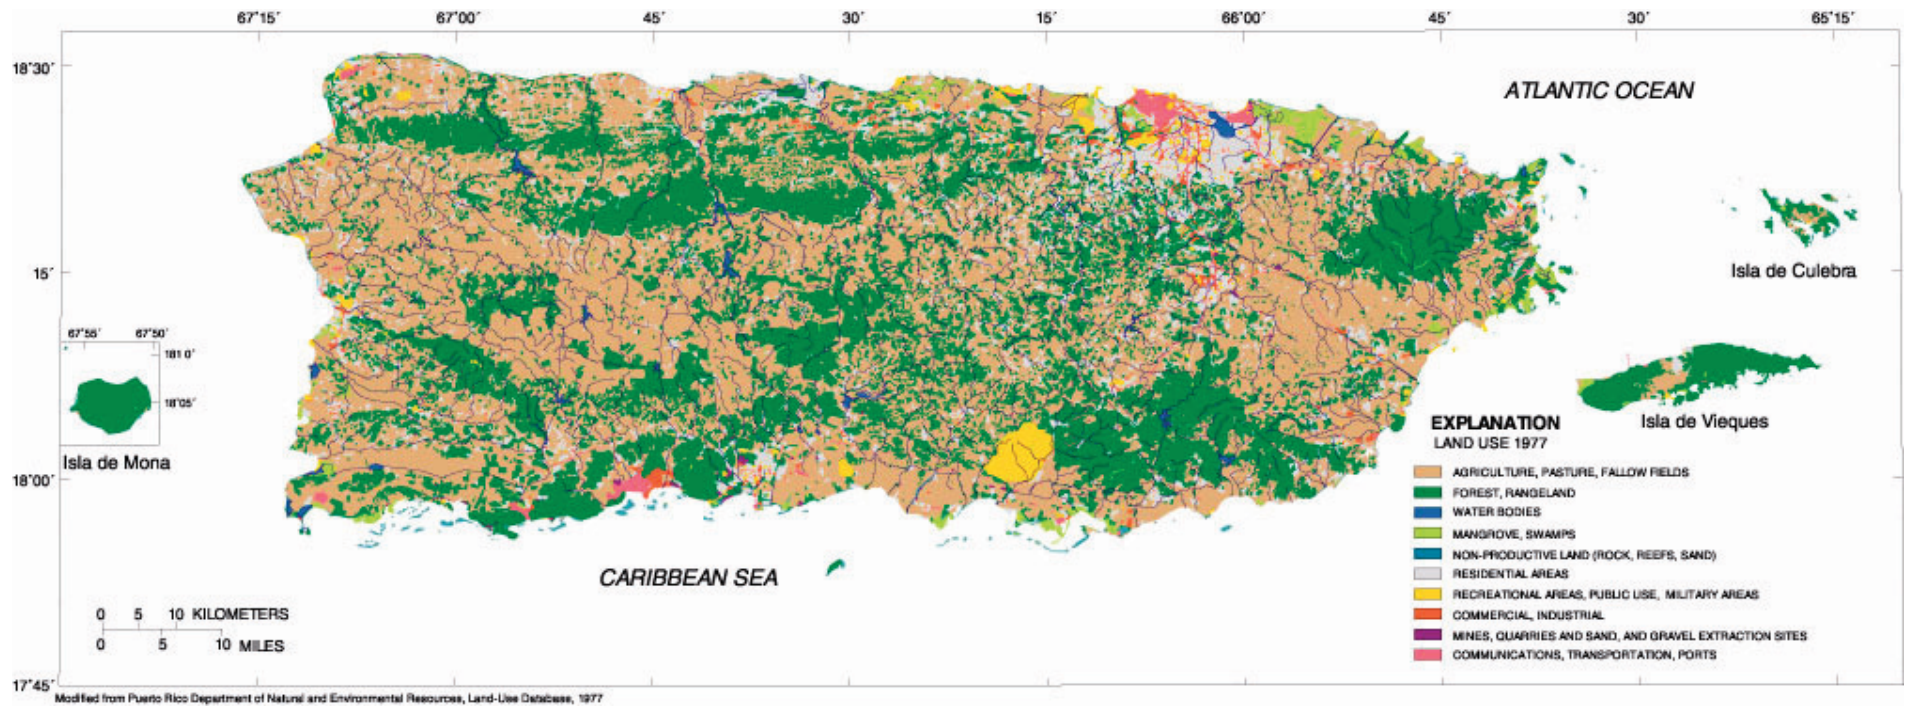 67°15′ 67°00′ 45′ 30′ 15′ 66°00′ 45′ 30′ 65°15′
18°30′
ATLANTIC OCEAN
15′
Isla de Culebra
67°55′ 67°50′
181 0′
18°05′
Isla de Mona
Isla de Vieques
18°00′
EXPLANATION
LAND USE 1977
AGRICULTURE, PASTURE, FALLOW FIELDS
FOREST, RANGELAND
WATER BODIES
MANGROVE, SWAMPS
NON-PRODUCTIVE LAND (ROCK, REEFS, SAND)
RESIDENTIAL AREAS
RECREATIONAL AREAS, PUBLIC USE, MILITARY AREAS
COMMERCIAL, INDUSTRIAL
MINES, QUARRIES AND SAND, AND GRAVEL EXTRACTION SITES
COMMUNICATIONS, TRANSPORTATION, PORTS
CARIBBEAN SEA
0 5 10 KILOMETERS
0 5 10 MILES
17°45′
Modified from Puerto Rico Department of Natural and Environmental Resources, Land-Use Database, 1977